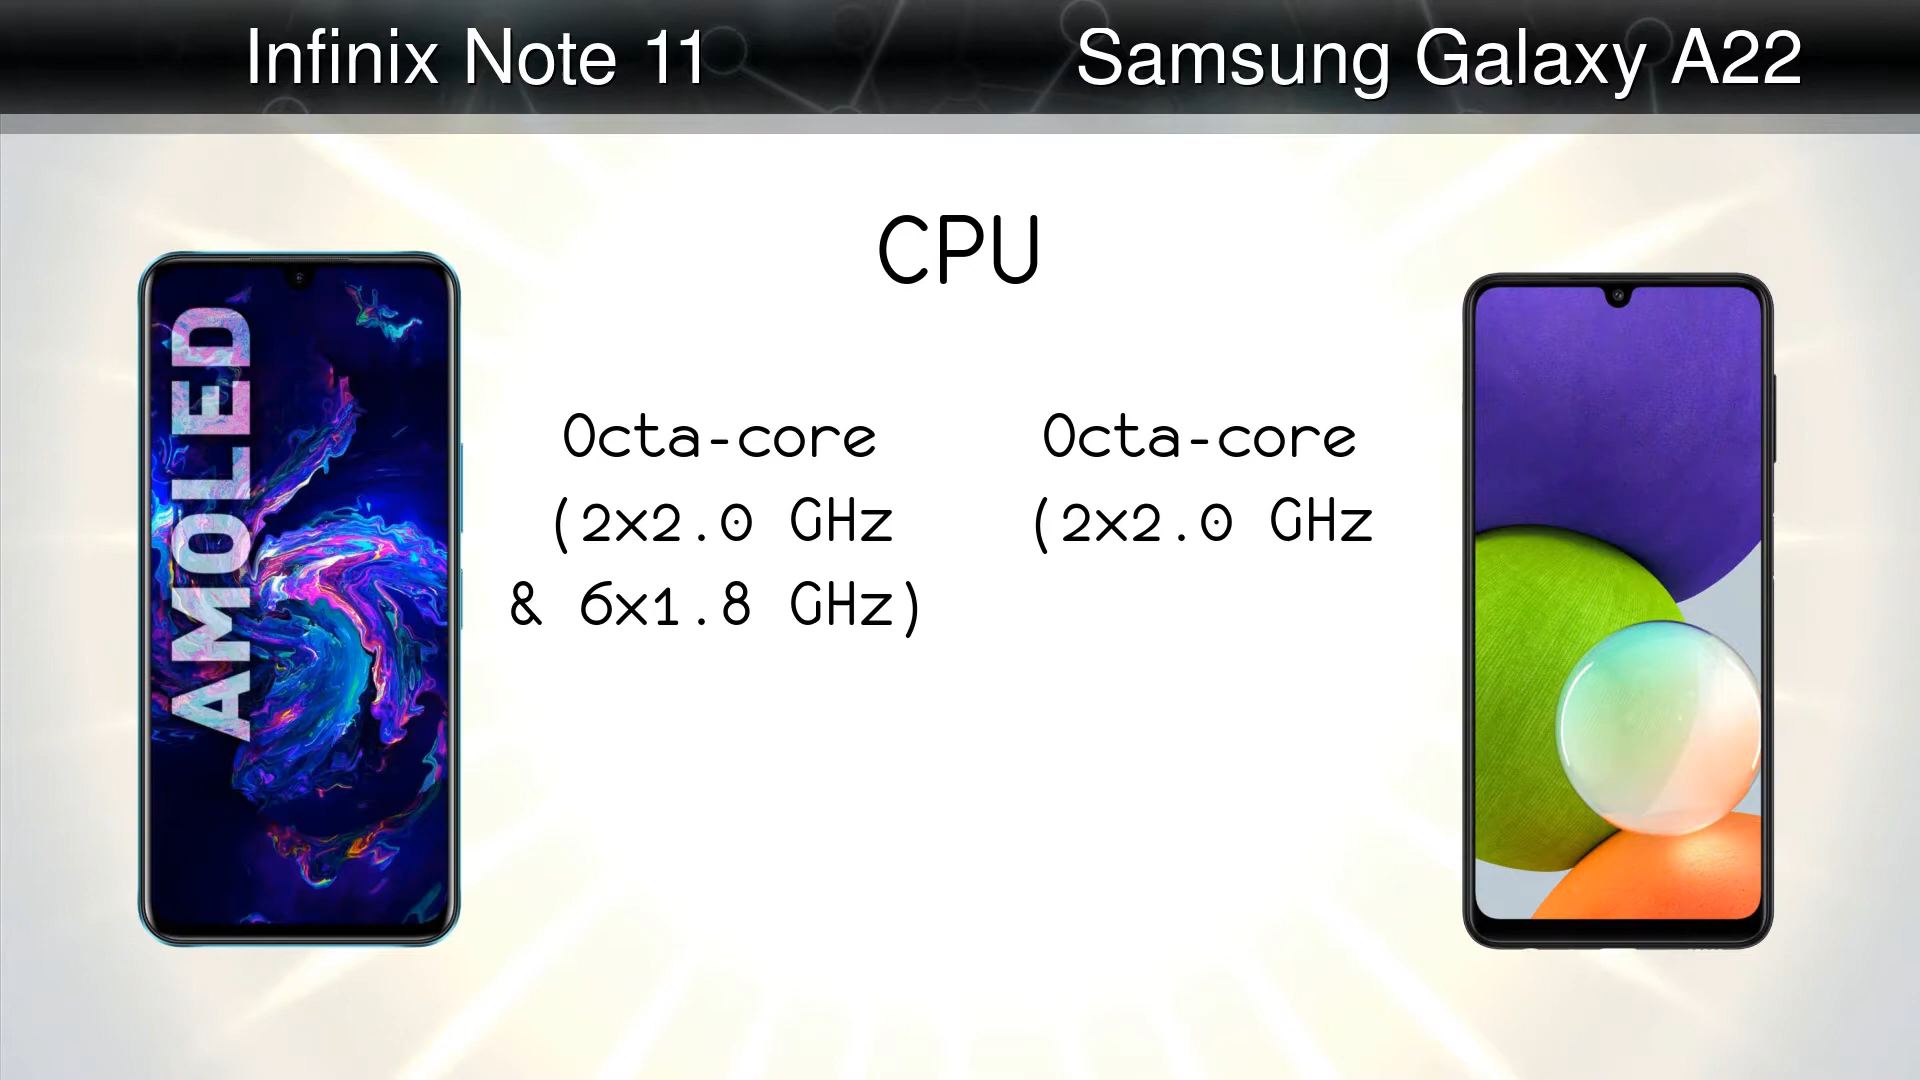 Infinix Note 11
Samsung Galaxy A22
CPU
AMOLED
Octa-core
(2x2.0 GHz
& 6x1.8 GHz)
Octa-core
(2x2.0 GHz